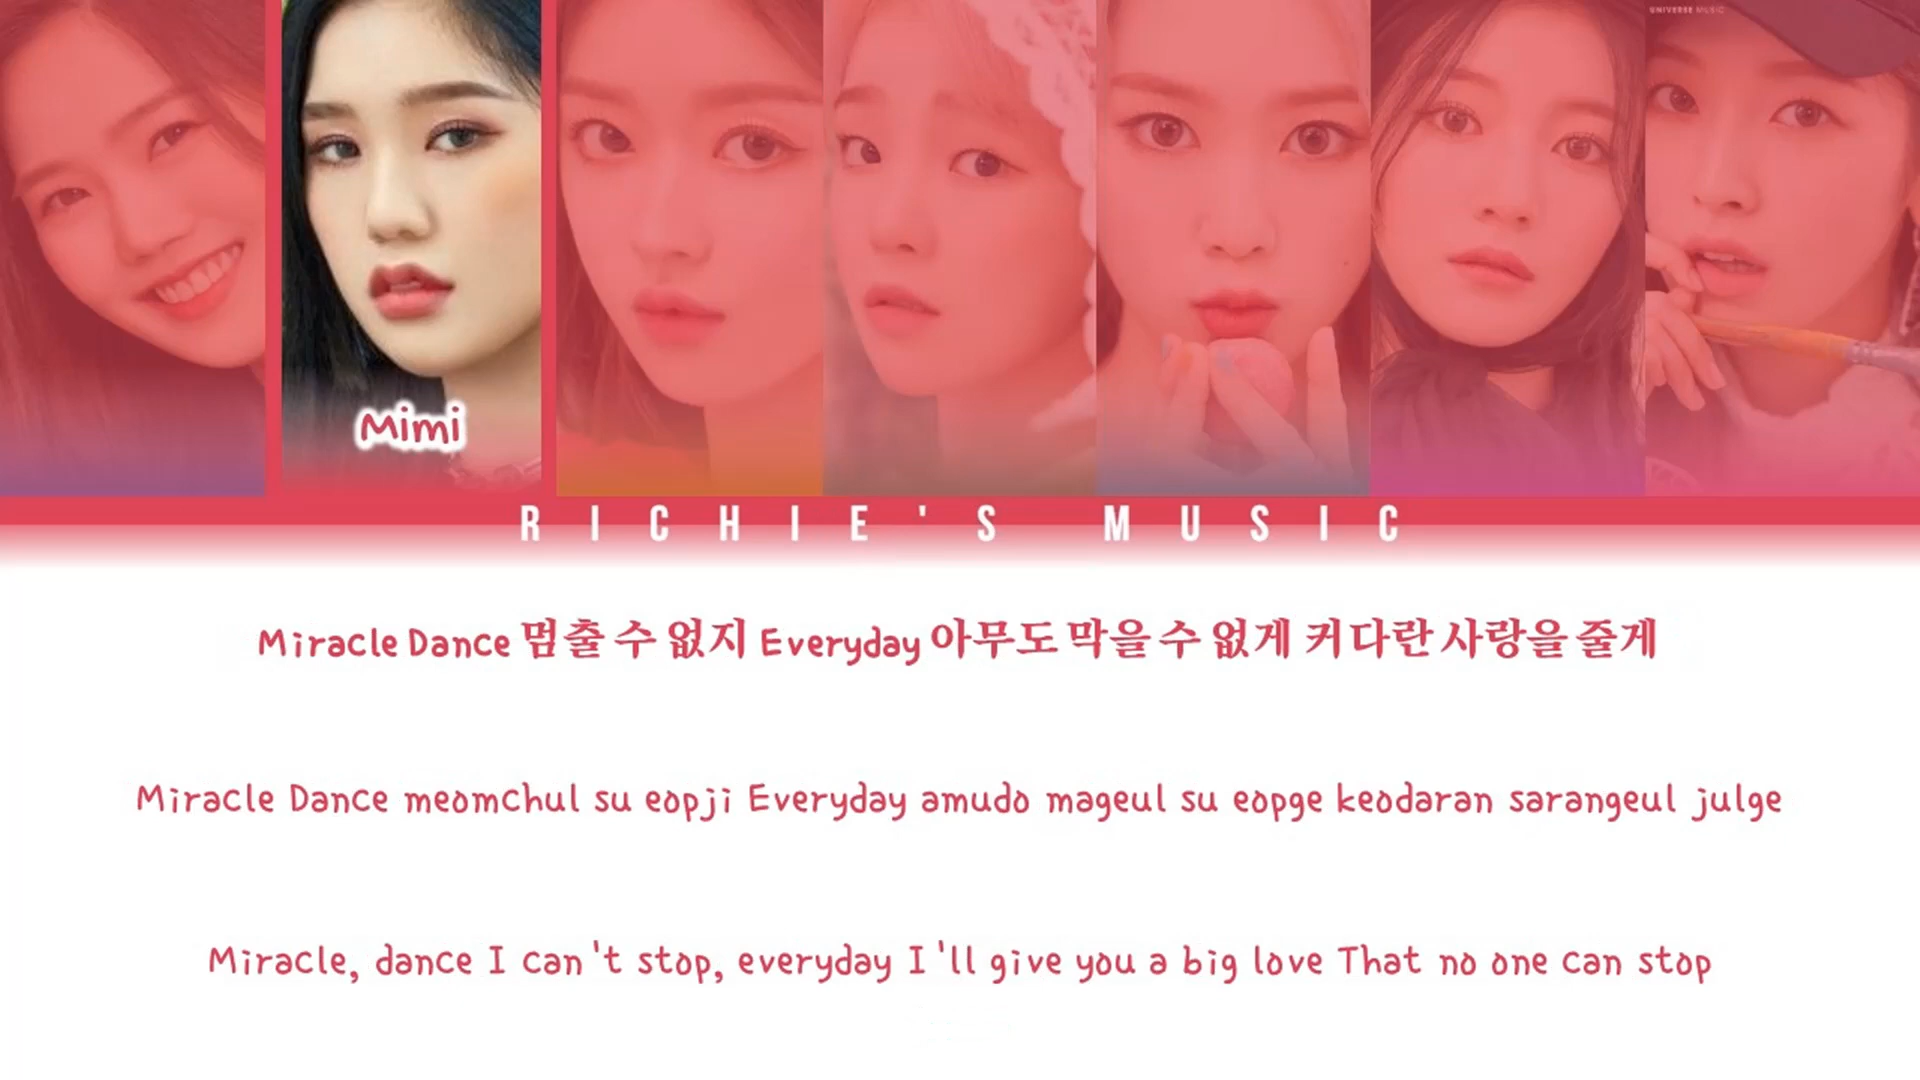 UNIVERSE MUSIC
Mimi
RICHIE'S MUSIC
Miracle Dance 멈출 수 없지 Everyday 아무도 막을 수 없게 커다란 사랑을 줄게
Miracle Dance meomchul su eopji Everyday amudo mageul su eopge keodaran sarangeul julge
Miracle, dance I can't stop, everyday I'll give you a big love That no one can stop